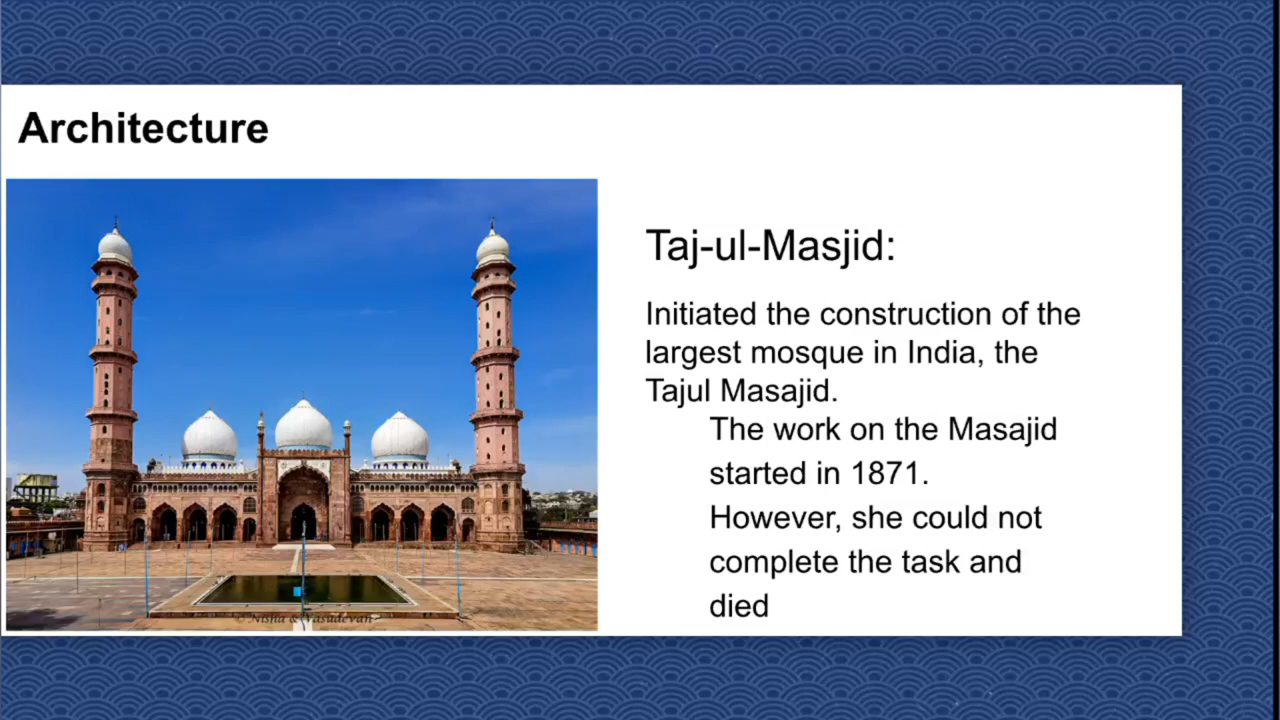 Architecture
Taj-ul-Masjid:
Initiated the construction of the
largest mosque in India, the
Tajul Masajid.
The work on the Masajid
started in 1871.
However, she could not
complete the task and
died
© Nisha & Vasudevan